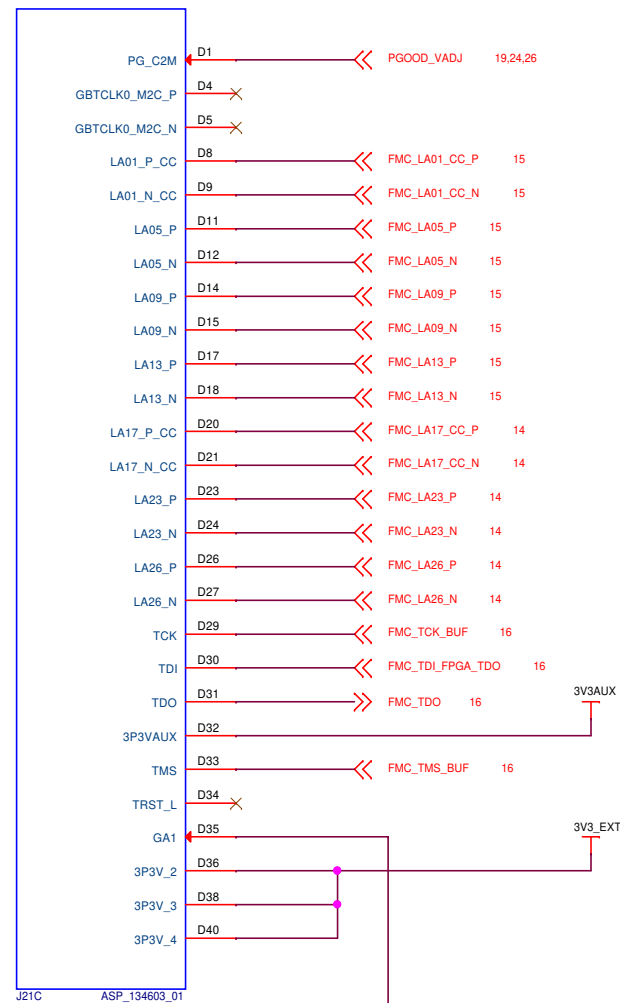 PG_C2M D1 PGOOD_VADJ 19,24,26
GBTCLK0_M2C_P D4
GBTCLK0_M2C_N D5
LA01_P_CC D8 FMC_LA01_CC_P 15
LA01_N_CC D9 FMC_LA01_CC_N 15
LA05_P D11 FMC_LA05_P 15
LA05_N D12 FMC_LA05_N 15
LA09_P D14 FMC_LA09_P 15
LA09_N D15 FMC_LA09_N 15
LA13_P D17 FMC_LA13_P 15
LA13_N D18 FMC_LA13_N 15
LA17_P_CC D20 FMC_LA17_CC_P 14
LA17_N_CC D21 FMC_LA17_CC_N 14
LA23_P D23 FMC_LA23_P 14
LA23_N D24 FMC_LA23_N 14
LA26_P D26 FMC_LA26_P 14
LA26_N D27 FMC_LA26_N 14
TCK D29 FMC_TCK_BUF 16
TDI D30 FMC_TDI_FPGA_TDO 16
TDO D31 FMC_TDO 16
3V3AUX
3P3VAUX D32
TMS D33 FMC_TMS_BUF 16
TRST_L D34
GA1 D35
3V3_EXT
3P3V_2 D36
3P3V_3 D38
3P3V_4 D40
J21C ASP_134603_01